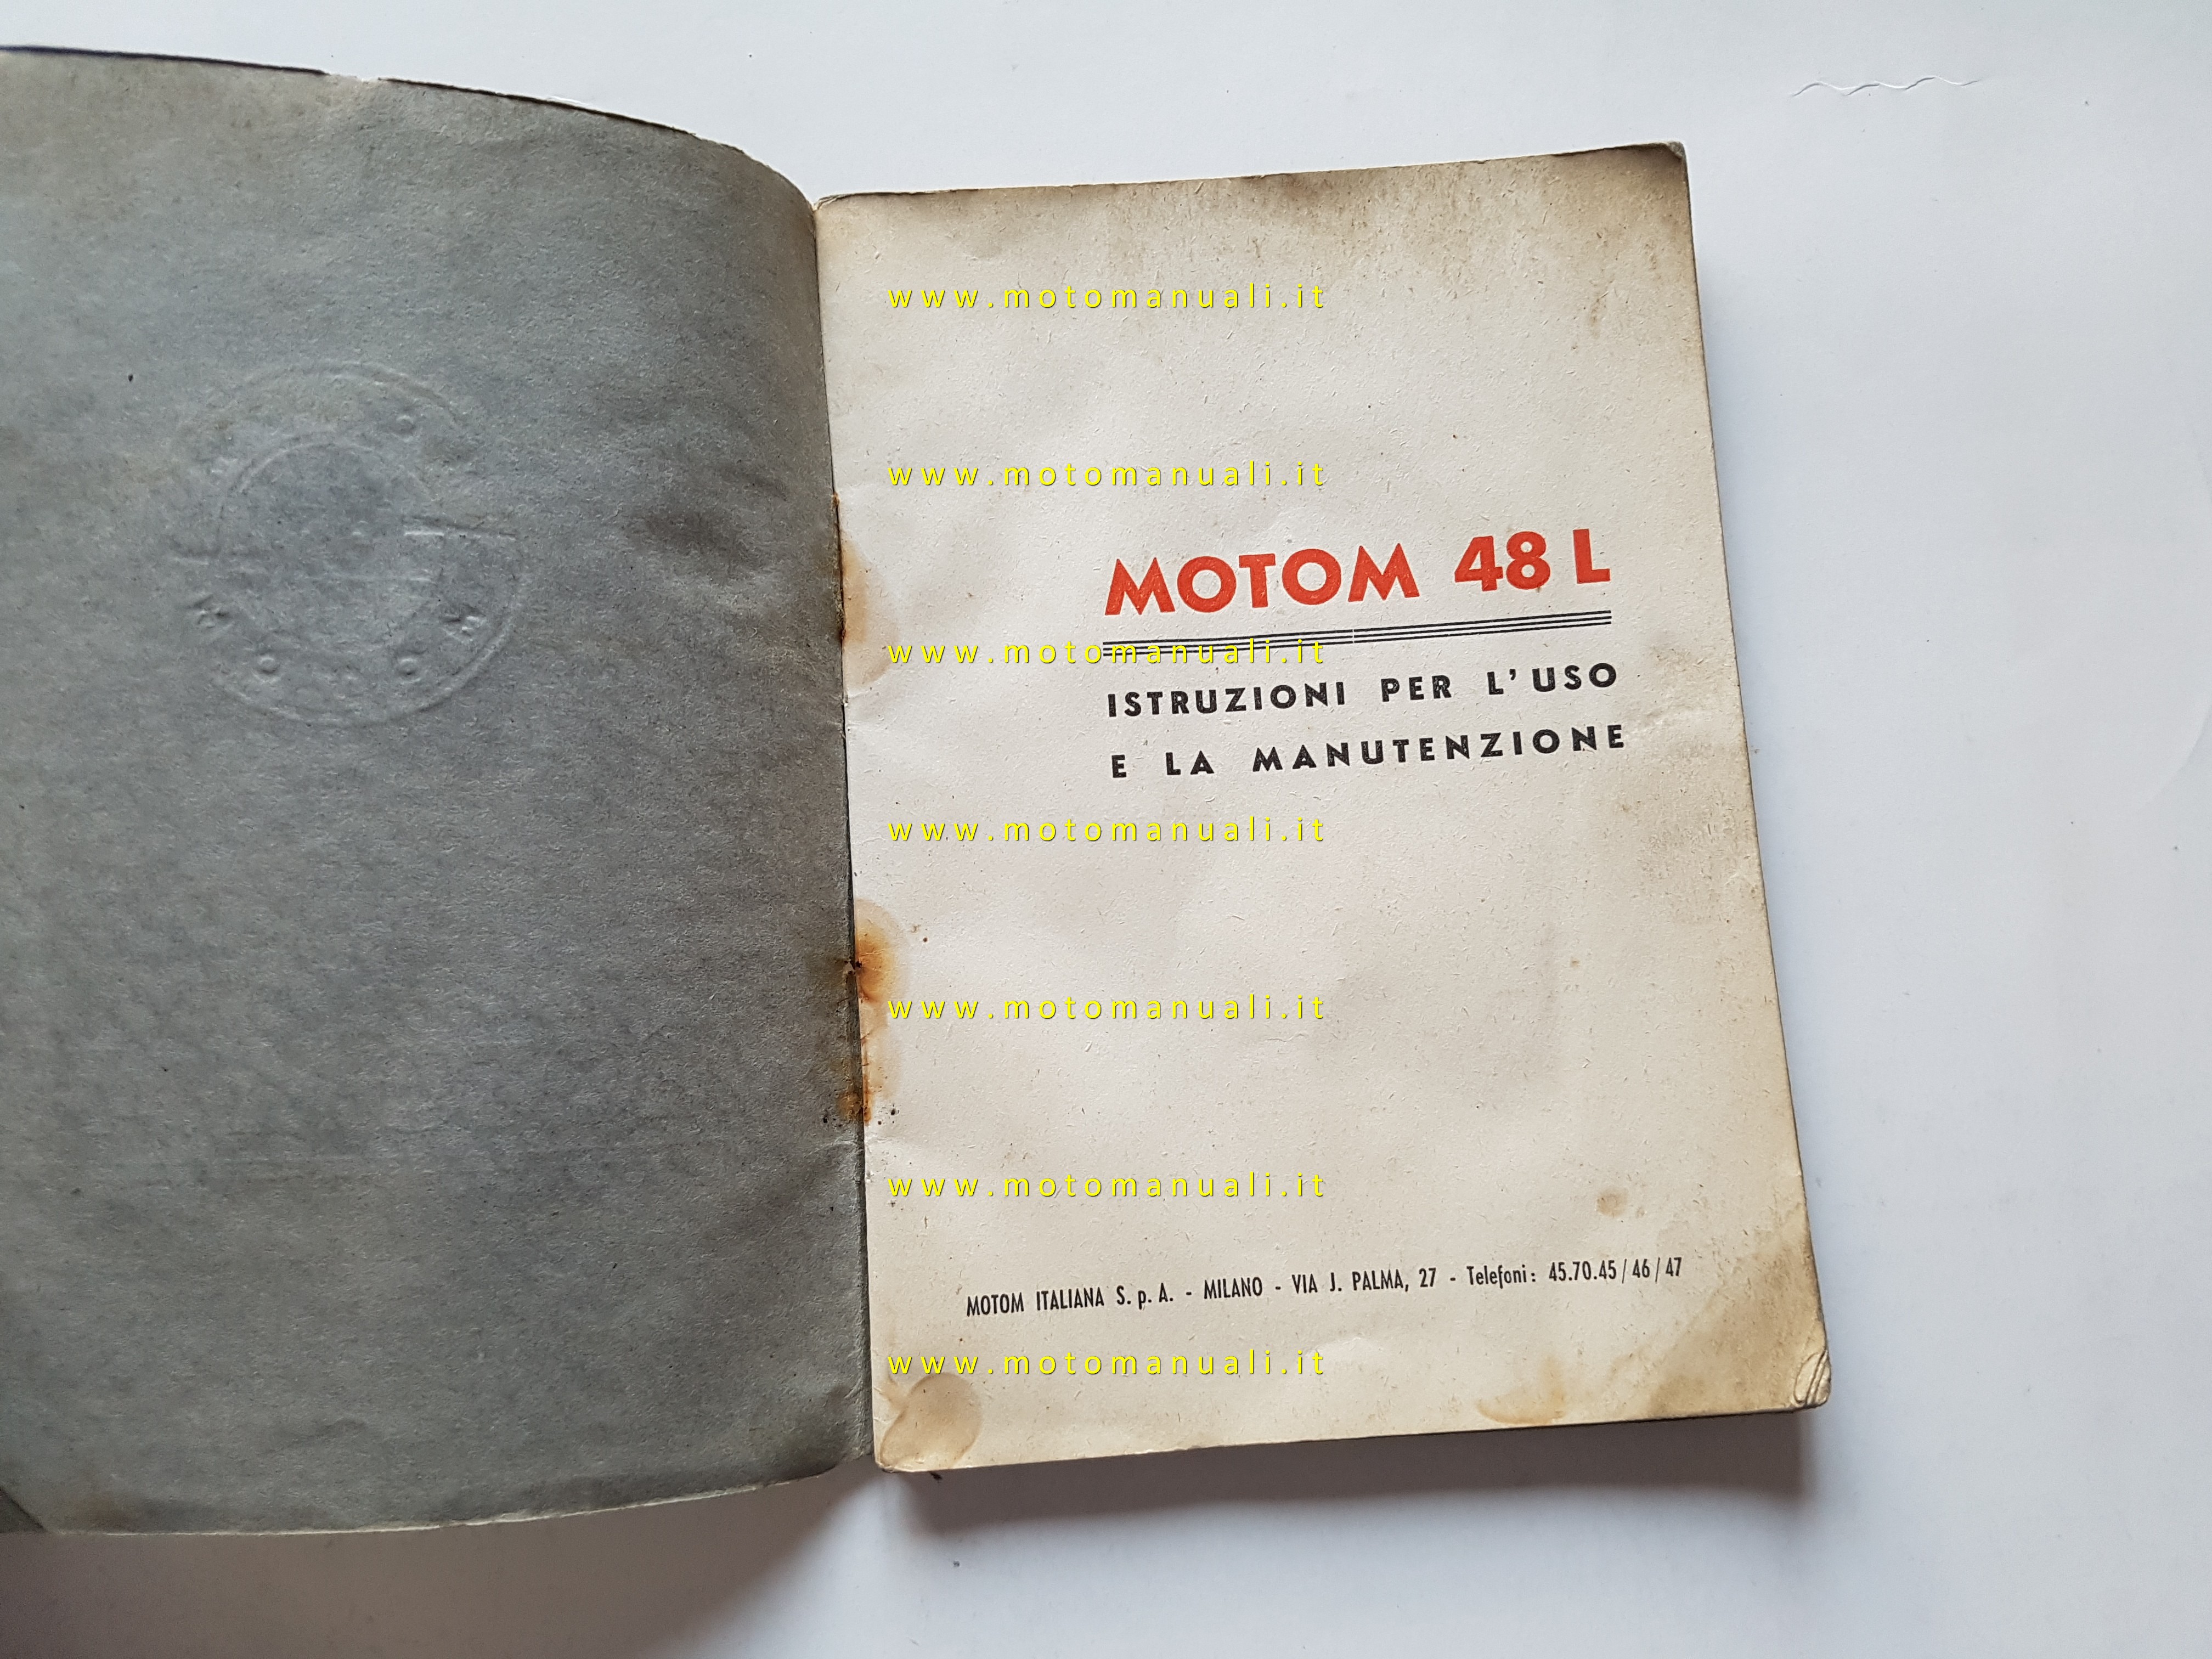 www.motomanuali.it
www.motomanuali.it
MOTOM 48 L
www.motomanuali.it
ISTRUZIONI PER L'USO
E LA MANUTENZIONE
www.motomanuali.it
www.motomanuali.it
www.motomanuali.it
MOTOM ITALIANA S. p. A. - MILANO - VIA J. PALMA, 27 - Telefoni: 45.70.45/46/47
www.motomanuali.it